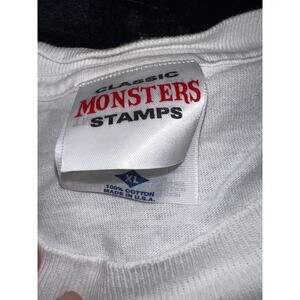 CLASSIC
MONSTERS
STAMPS
XL
100% COTTON
MADE IN U.S.A.